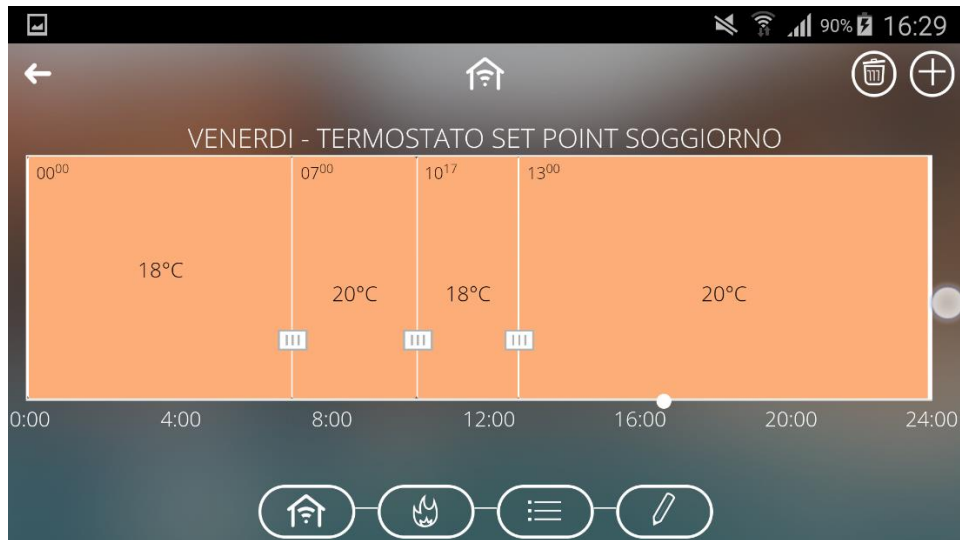 90% 16:29
VENERDI - TERMOSTATO SET POINT SOGGIORNO
00⁰⁰ 07⁰⁰ 10¹⁷ 13⁰⁰
18°C
20°C 18°C 20°C
0:00 4:00 8:00 12:00 16:00 20:00 24:00